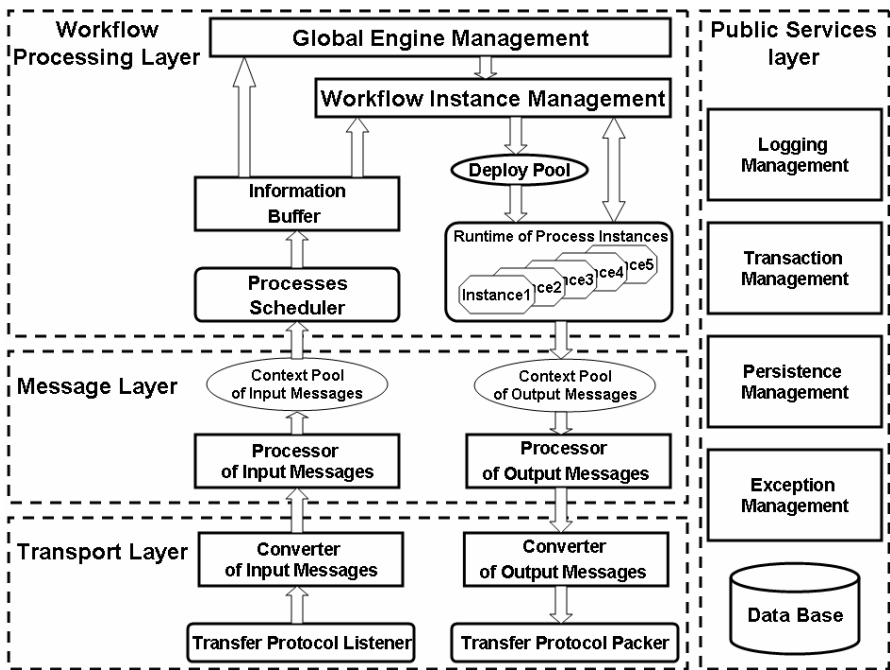 Workflow
Processing Layer
Global Engine Management
Workflow Instance Management
Deploy Pool
Information
Buffer
Runtime of Process Instances
Instance1
nce2
nce3
nce4
nce5
Processes
Scheduler
Message Layer
Context Pool
of Input Messages
Context Pool
of Output Messages
Processor
of Input Messages
Processor
of Output Messages
Transport Layer
Converter
of Input Messages
Converter
of Output Messages
Transfer Protocol Listener
Transfer Protocol Packer
Public Services
layer
Logging
Management
Transaction
Management
Persistence
Management
Exception
Management
Data Base